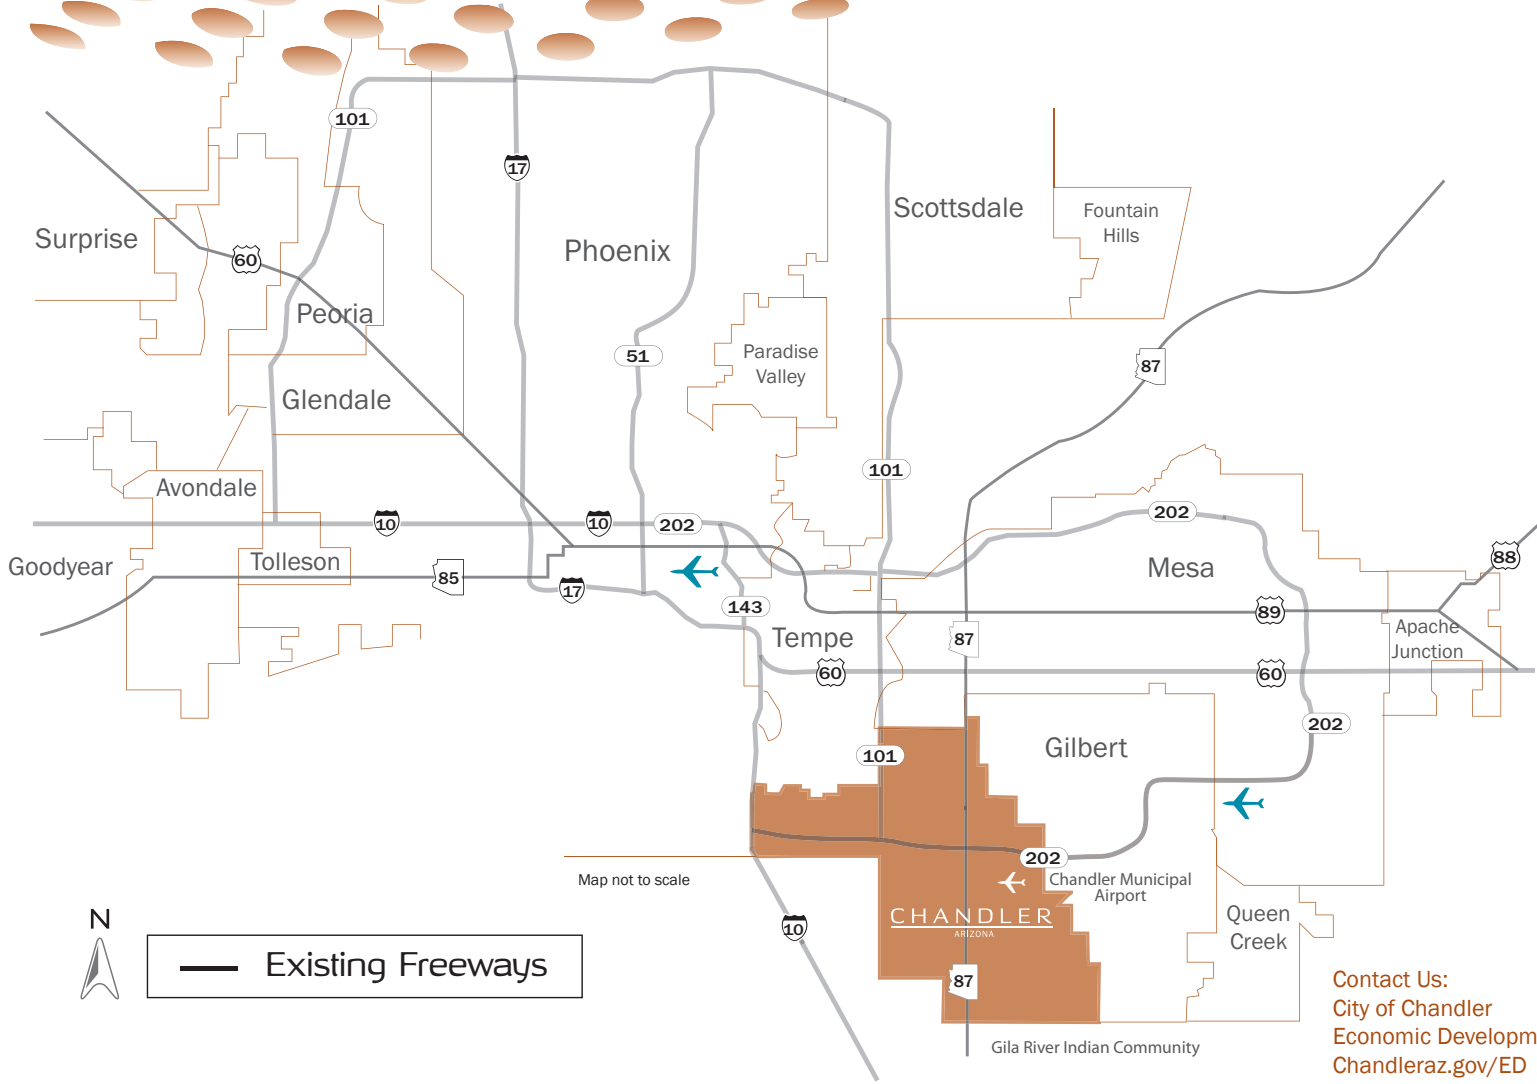 101
17
Scottsdale
Fountain
Hills
Surprise
60
Phoenix
Peoria
51
Paradise
Valley
87
Glendale
101
Avondale
10
10
202
202
Goodyear
Tolleson
85
17
143
Mesa
88
89
Tempe
87
Apache
Junction
60
60
202
Gilbert
101
202
Map not to scale
Chandler Municipal
Airport
CHANDLER
ARIZONA
Queen
Creek
10
N
Existing Freeways
87
Gila River Indian Community
Contact Us:
City of Chandler
Economic Developm
Chandleraz.gov/ED